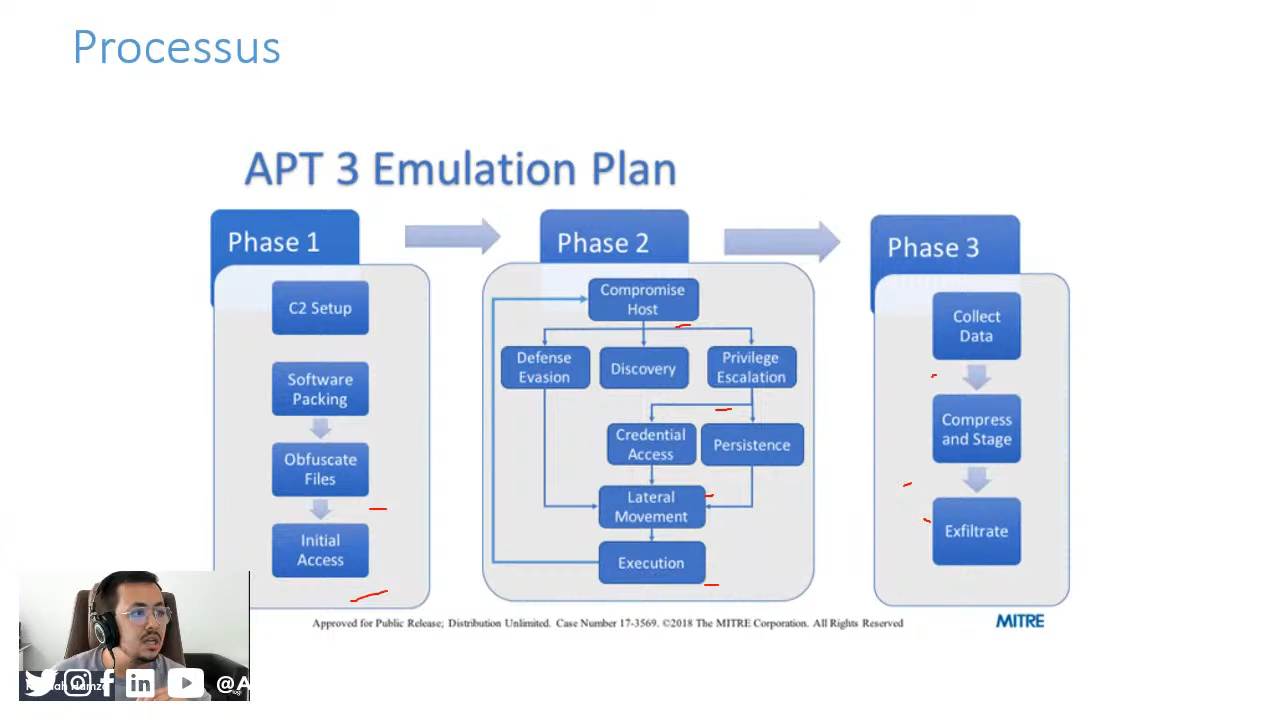 Processus
APT 3 Emulation Plan
Phase 1
C2 Setup
Software
Packing
Obfuscate
Files
Initial
Access
Phase 2
Compromise
Host
Defense
Evasion
Discovery
Privilege
Escalation
Credential
Access
Persistence
Lateral
Movement
Execution
Phase 3
Collect
Data
Compress
and Stage
Exfiltrate
Approved for Public Release; Distribution Unlimited. Case Number 17-3569. ©2018 The MITRE Corporation. All Rights Reserved
MITRE
@A